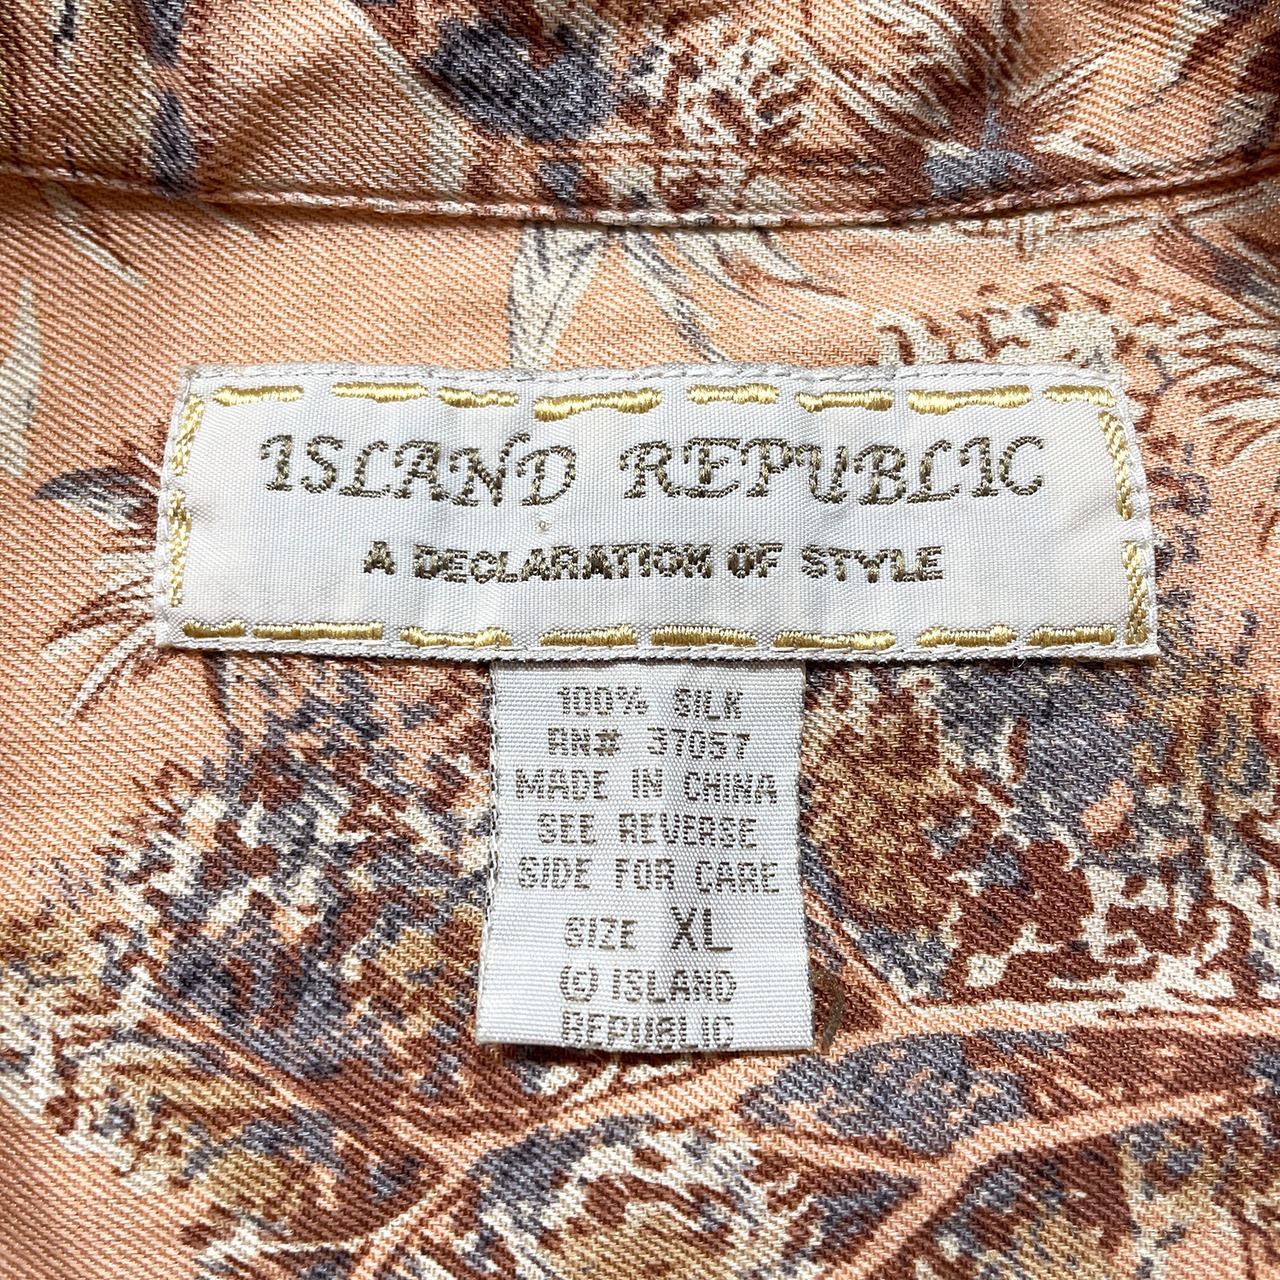 ISLAND REPUBLIC
A DECLARATION OF STYLE
100% SILK
RN# 37057
MADE IN CHINA
SEE REVERSE
SIDE FOR CARE
SIZE XL
© ISLAND
REPUBLIC